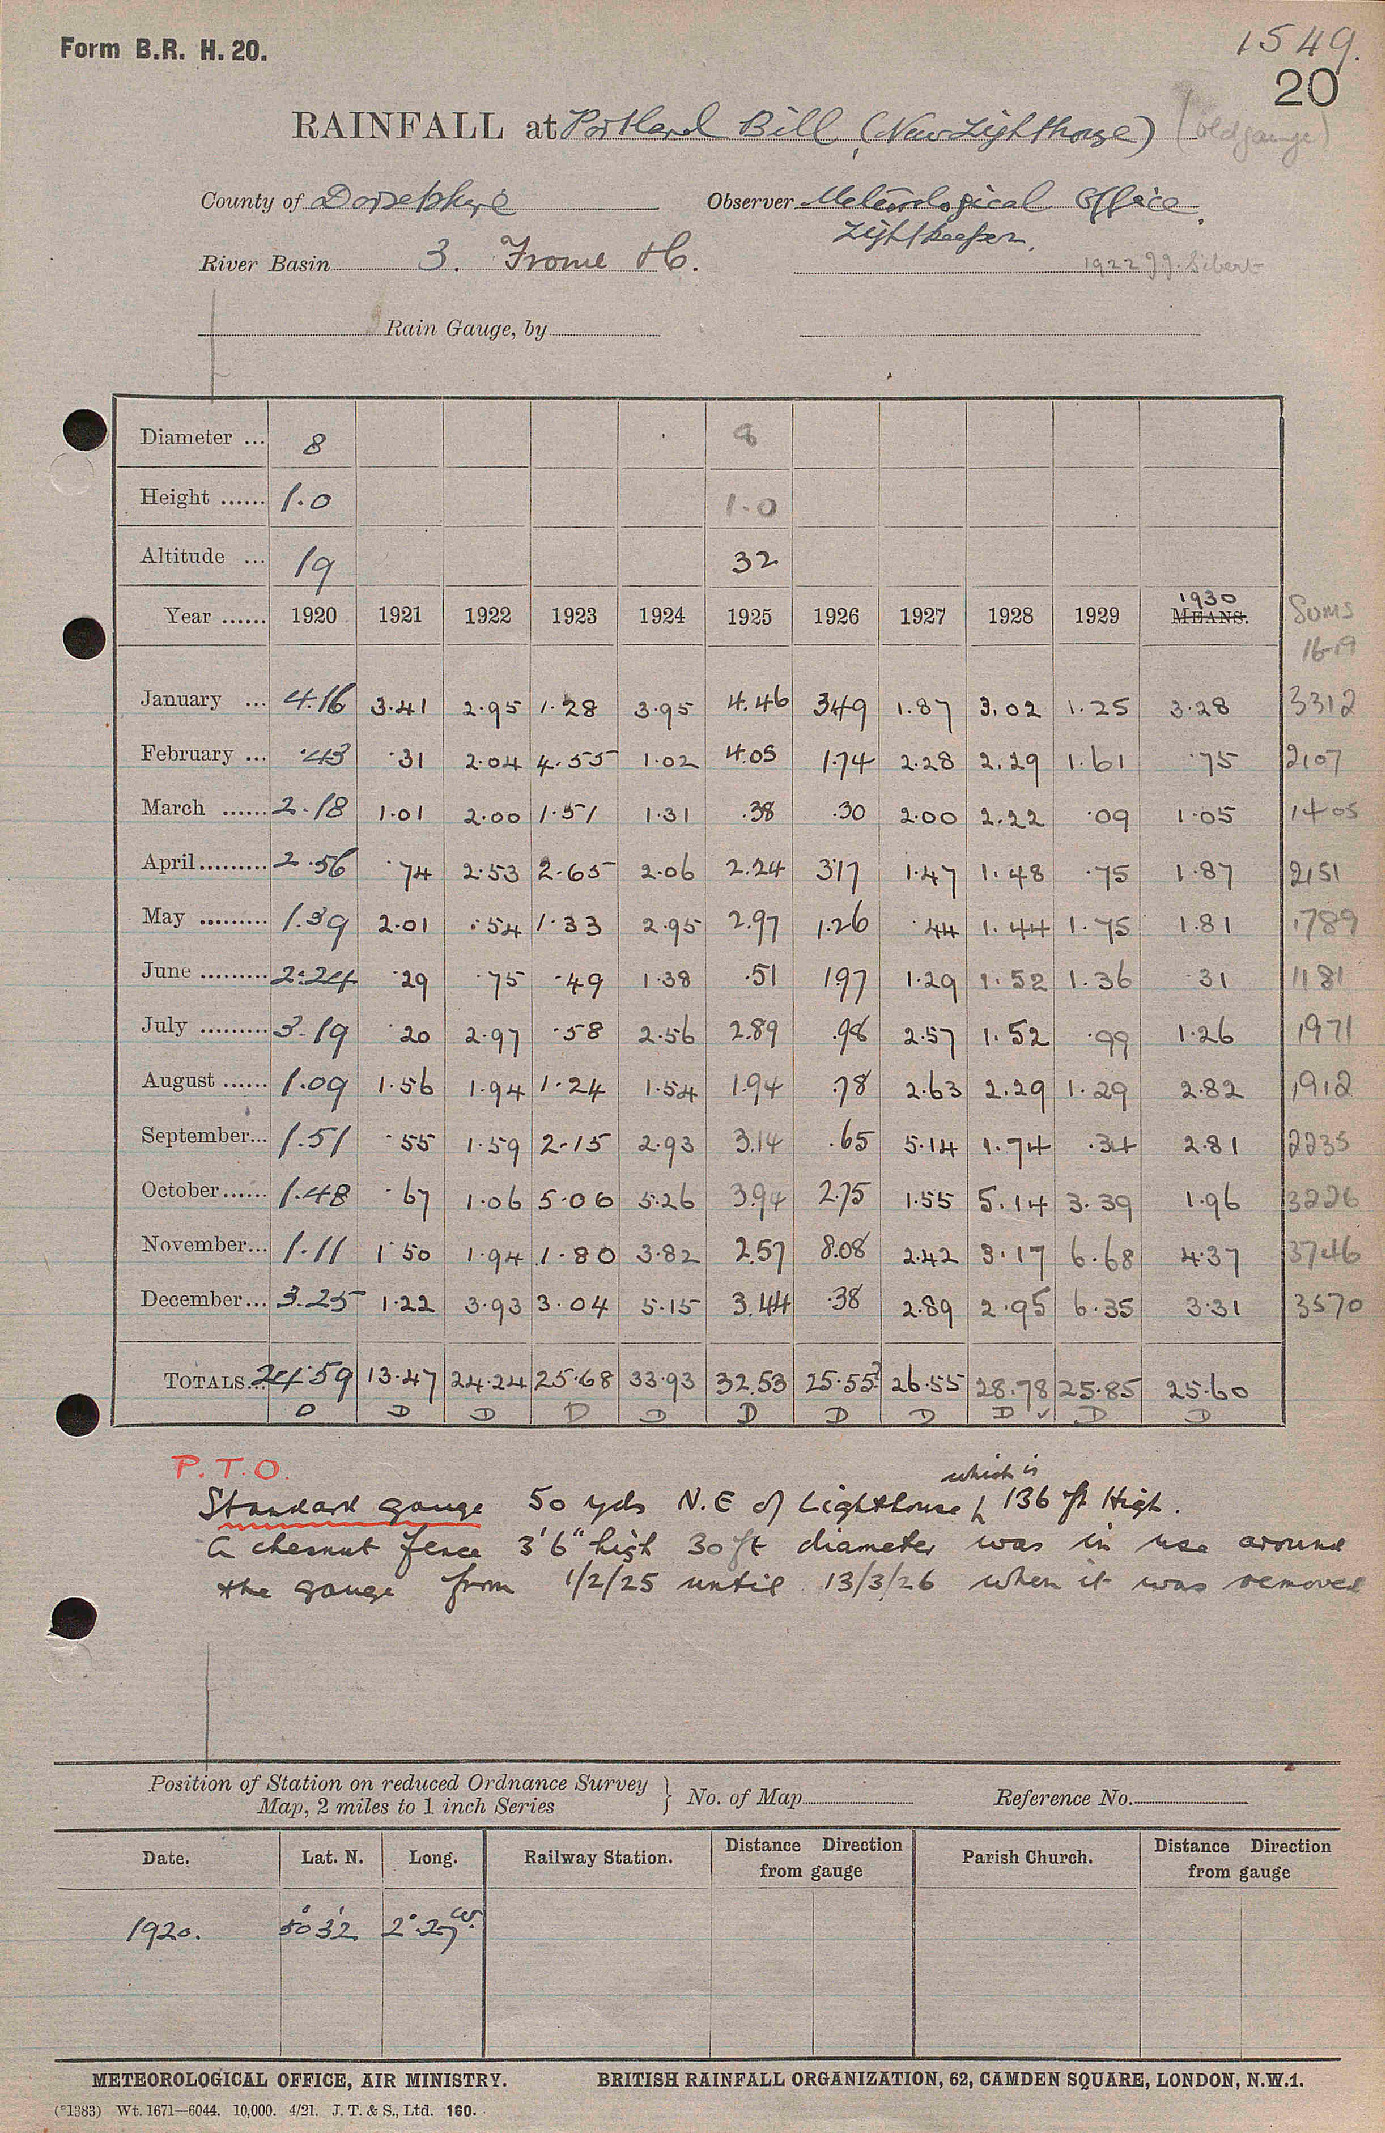 1549.
Form B.R. H. 20.
20
RAINFALL at Portland Bill (New Lighthouse) (old gauge)
County of Dorsetshire Observer Meteorological Office,
Lightkeeper.
River Basin 3. Frome &c. 1922 J.J. Sibert
Rain Gauge, by
Diameter ... 8 8
Height ...... 1.0 1.0
Altitude ... 19 32
Year ...... 1920 1921 1922 1923 1924 1925 1926 1927 1928 1929 1930 MEANS. Sums 16-19
January ... 4.16 3.41 2.95 1.28 3.95 4.46 349 1.87 3.02 1.25 3.28 3312
February ... .43 .31 2.04 4.55 1.02 4.05 1.74 2.28 2.29 1.61 .75 2107
March ...... 2.18 1.01 2.00 1.51 1.31 .38 .30 2.00 2.22 .09 1.05 1405
April ......... 2.56 .74 2.53 2.65 2.06 2.24 317 1.47 1.48 .75 1.87 2151
May ......... 1.39 2.01 .54 1.33 2.95 2.97 1.26 .44 1.44 1.75 1.81 1789
June ......... 2.24 .29 .75 .49 1.38 .51 197 1.29 1.52 1.36 .31 1181
July ......... 3.19 .20 2.97 .58 2.56 2.89 .98 2.57 1.52 .99 1.26 1971
August ...... 1.09 1.56 1.94 1.24 1.54 1.94 .78 2.63 2.29 1.29 2.82 1912
September... 1.51 .55 1.59 2.15 2.93 3.14 .65 5.14 1.74 .34 2.81 2235
October ...... 1.48 .67 1.06 5.06 5.26 3.94 2.75 1.55 5.14 3.39 1.96 3226
November... 1.11 1.50 1.94 1.80 3.82 2.57 8.08 2.42 3.17 6.68 4.37 3746
December... 3.25 1.22 3.93 3.04 5.15 3.44 .38 2.89 2.95 6.35 3.31 3570
TOTALS... 24.59 13.47 24.24 25.68 33.93 32.53 25.55? 26.55 28.78 25.85 25.60
D D D D D D D D D ✓ D D
P.T.O.
which is
Standard gauge 50 yds N.E of Lighthouse 136 ft High.
A chesnut fence 3'6" high 30ft diameter was in use around
the gauge from 1/2/25 until 13/3/26 when it was removed
Position of Station on reduced Ordnance Survey
Map, 2 miles to 1 inch Series } No. of Map Reference No.
Date. Lat. N. Long. Railway Station. Distance Direction from gauge Parish Church. Distance Direction from gauge
1920. 50° 32' 2° 27' W.
METEOROLOGICAL OFFICE, AIR MINISTRY. BRITISH RAINFALL ORGANIZATION, 62, CAMDEN SQUARE, LONDON, N.W.1.
(*1383) Wt. 1671—6044. 10,000. 4/21. J. T. & S., Ltd. 160.